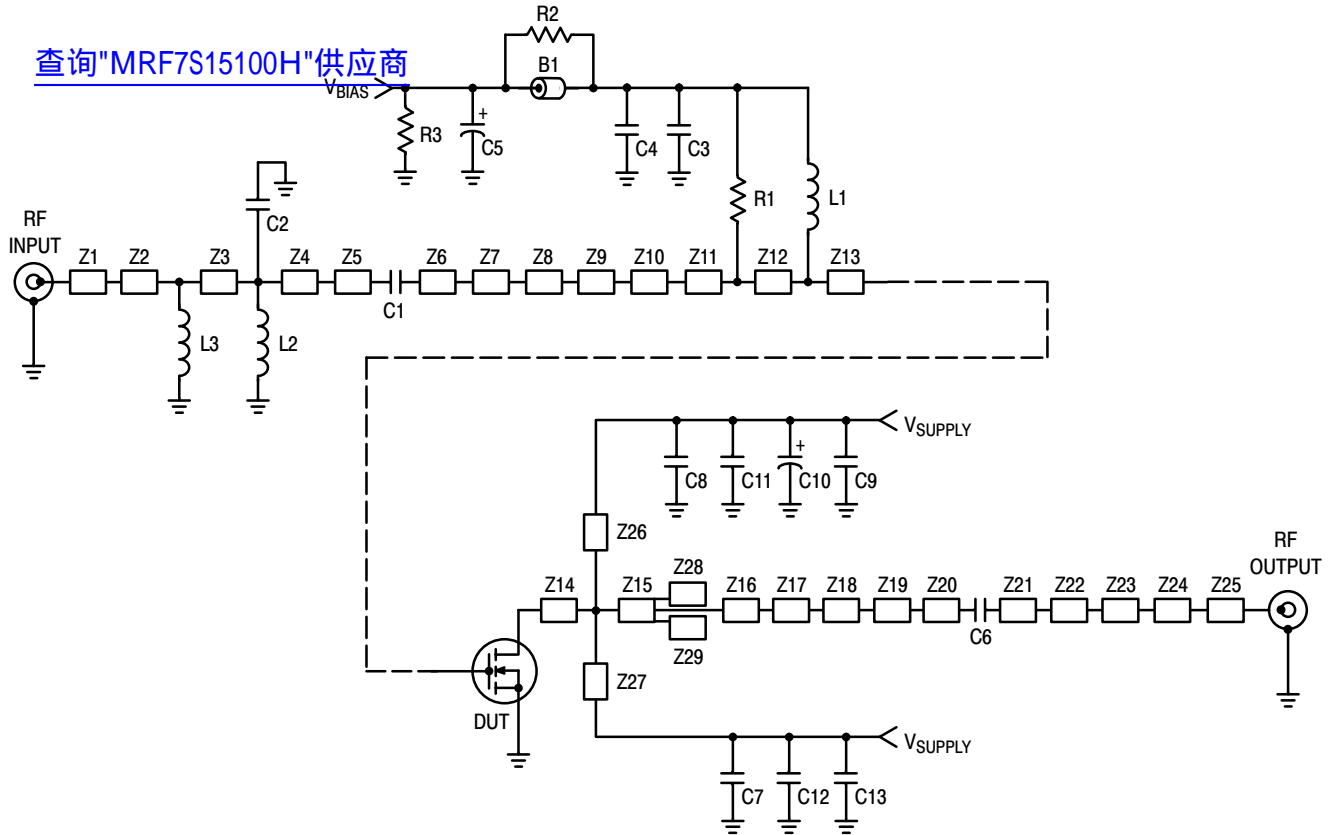 查询"MRF7S15100H"供应商
R2
B1
VBIAS
R3
C5
+
C4
C3
R1
L1
C2
RF
INPUT
Z1
Z2
Z3
Z4
Z5
Z6
Z7
Z8
Z9
Z10
Z11
Z12
Z13
C1
L3
L2
VSUPPLY
C8
C11
+
C10
C9
Z26
RF
OUTPUT
Z14
Z15
Z28
Z16
Z17
Z18
Z19
Z20
Z21
Z22
Z23
Z24
Z25
C6
Z29
Z27
DUT
VSUPPLY
C7
C12
C13